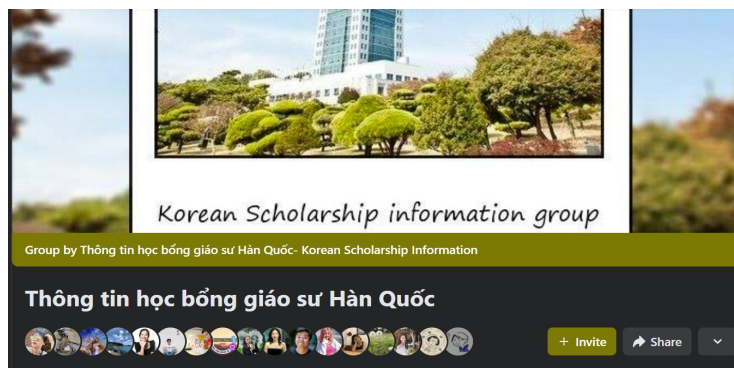 Korean Scholarship information group
Group by Thông tin học bổng giáo sư Hàn Quốc- Korean Scholarship Information
Thông tin học bổng giáo sư Hàn Quốc
+ Invite
Share